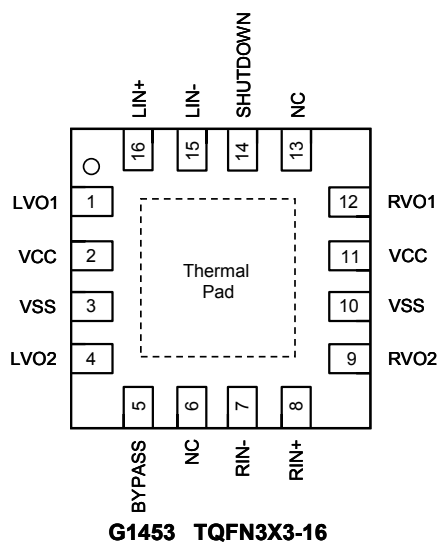 LIN+
LIN-
SHUTDOWN
NC
16
15
14
13
LVO1
1
12
RVO1
VCC
2
11
VCC
Thermal
Pad
VSS
3
10
VSS
LVO2
4
9
RVO2
5
6
7
8
BYPASS
NC
RIN-
RIN+
G1453 TQFN3X3-16